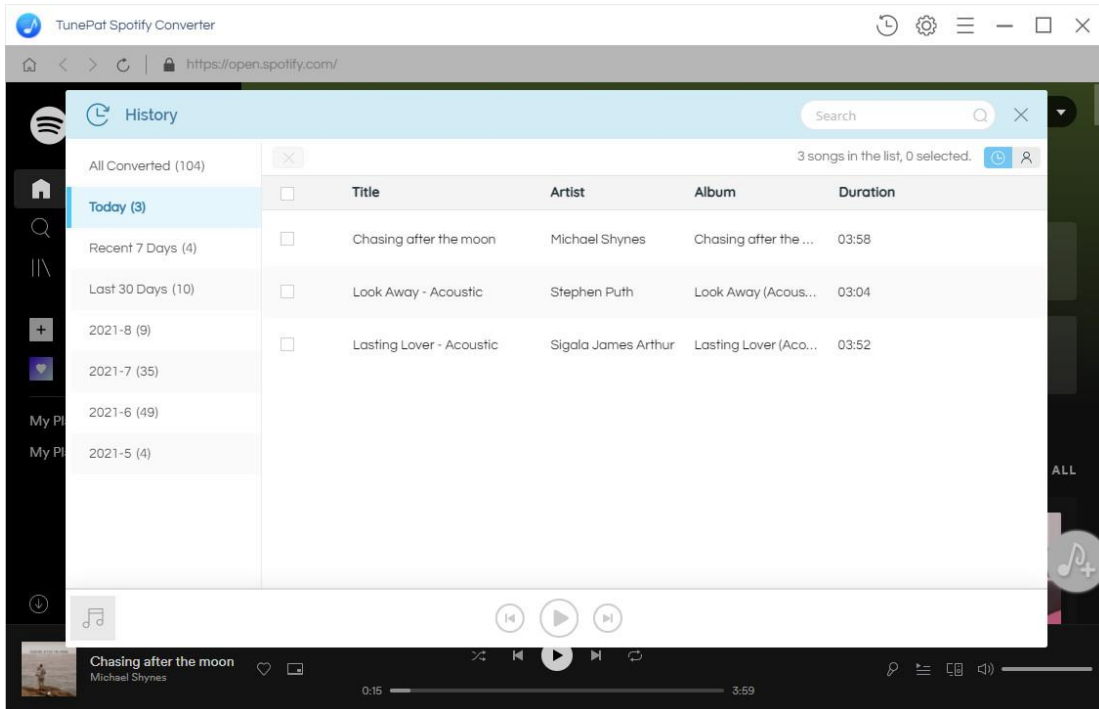 TunePat Spotify Converter
https://open.spotify.com/
History
Search
All Converted (104)
Today (3)
Recent 7 Days (4)
Last 30 Days (10)
2021-8 (9)
2021-7 (35)
2021-6 (49)
2021-5 (4)
3 songs in the list, 0 selected.
Title Artist Album Duration
Chasing after the moon Michael Shynes Chasing after the ... 03:58
Look Away - Acoustic Stephen Puth Look Away (Acous... 03:04
Lasting Lover - Acoustic Sigala James Arthur Lasting Lover (Aco... 03:52
My Pl
My Pl
ALL
Chasing after the moon
Michael Shynes
0:15 3:59